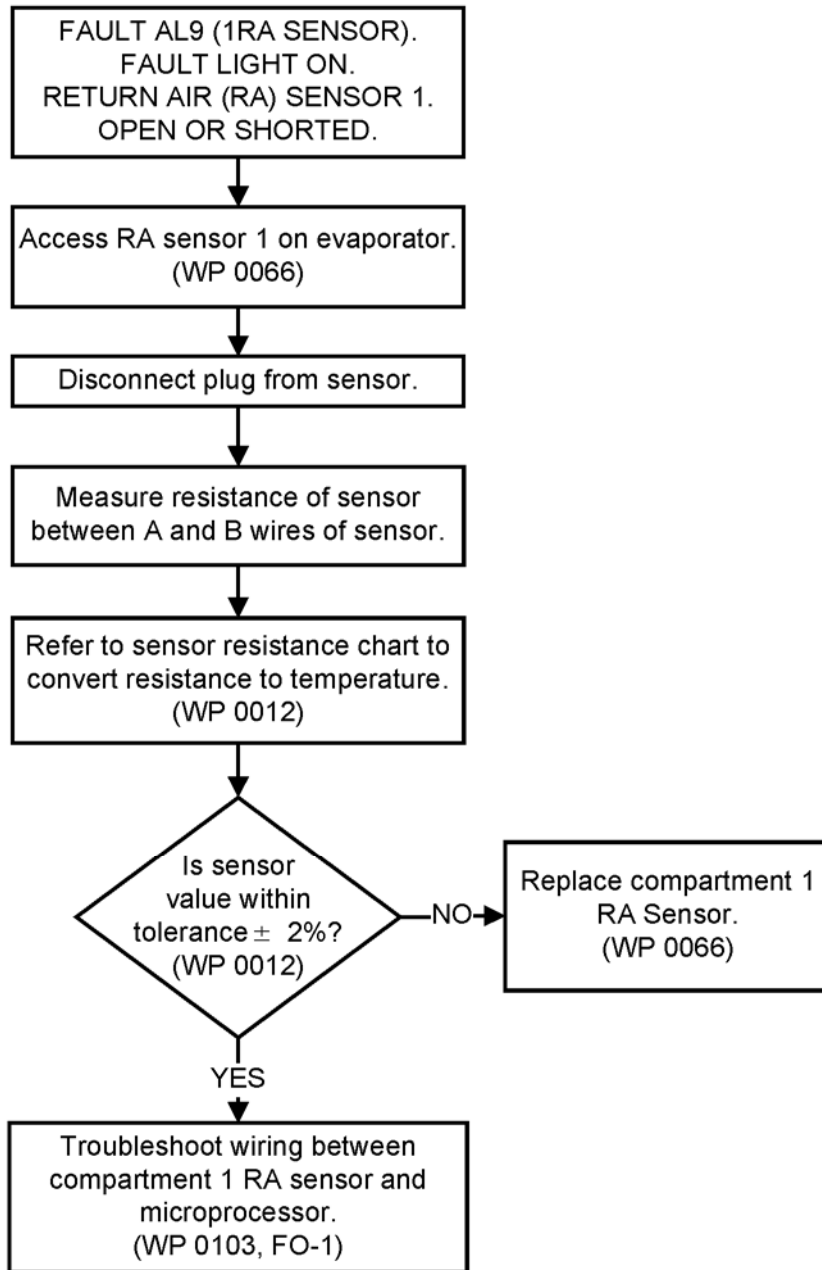 FAULT AL9 (1RA SENSOR).
FAULT LIGHT ON.
RETURN AIR (RA) SENSOR 1.
OPEN OR SHORTED.
Access RA sensor 1 on evaporator.
(WP 0066)
Disconnect plug from sensor.
Measure resistance of sensor
between A and B wires of sensor.
Refer to sensor resistance chart to
convert resistance to temperature.
(WP 0012)
Is sensor
value within
tolerance ± 2%?
(WP 0012)
NO
Replace compartment 1
RA Sensor.
(WP 0066)
YES
Troubleshoot wiring between
compartment 1 RA sensor and
microprocessor.
(WP 0103, FO-1)